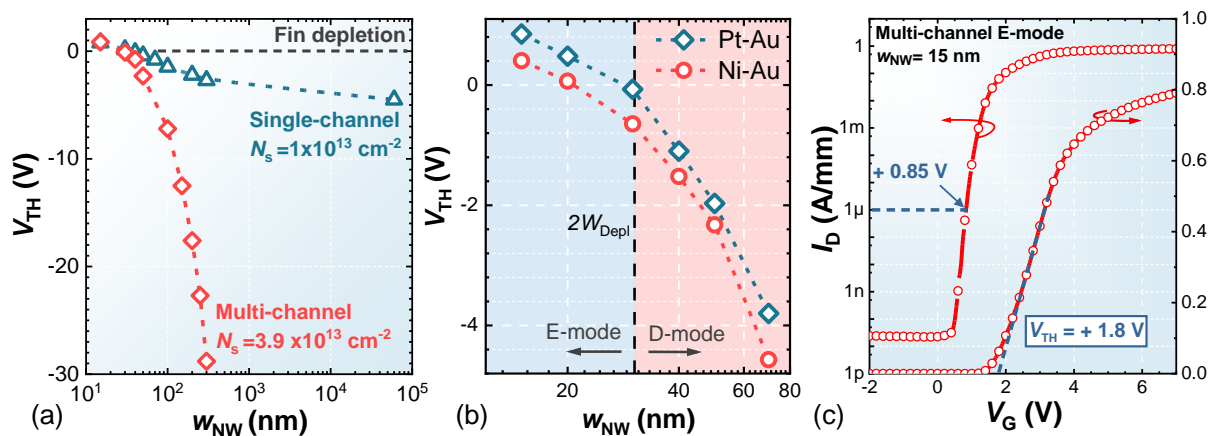 0
-10
-20
-30
10^1
10^2
10^3
10^4
10^5
V_TH (V)
w_NW (nm)
Fin depletion
Single-channel
N_s=1x10^13 cm^-2
Multi-channel
N_s=3.9 x10^13 cm^-2
(a)
0
-2
-4
20
40
60
80
V_TH (V)
w_NW (nm)
Pt-Au
Ni-Au
2W_Depl
E-mode
D-mode
(b)
Multi-channel E-mode
w_NW= 15 nm
1
1m
1µ
1n
1p
-2
0
2
4
6
1.0
0.8
0.6
0.4
0.2
0.0
I_D (A/mm)
V_G (V)
+ 0.85 V
V_TH = + 1.8 V
(c)